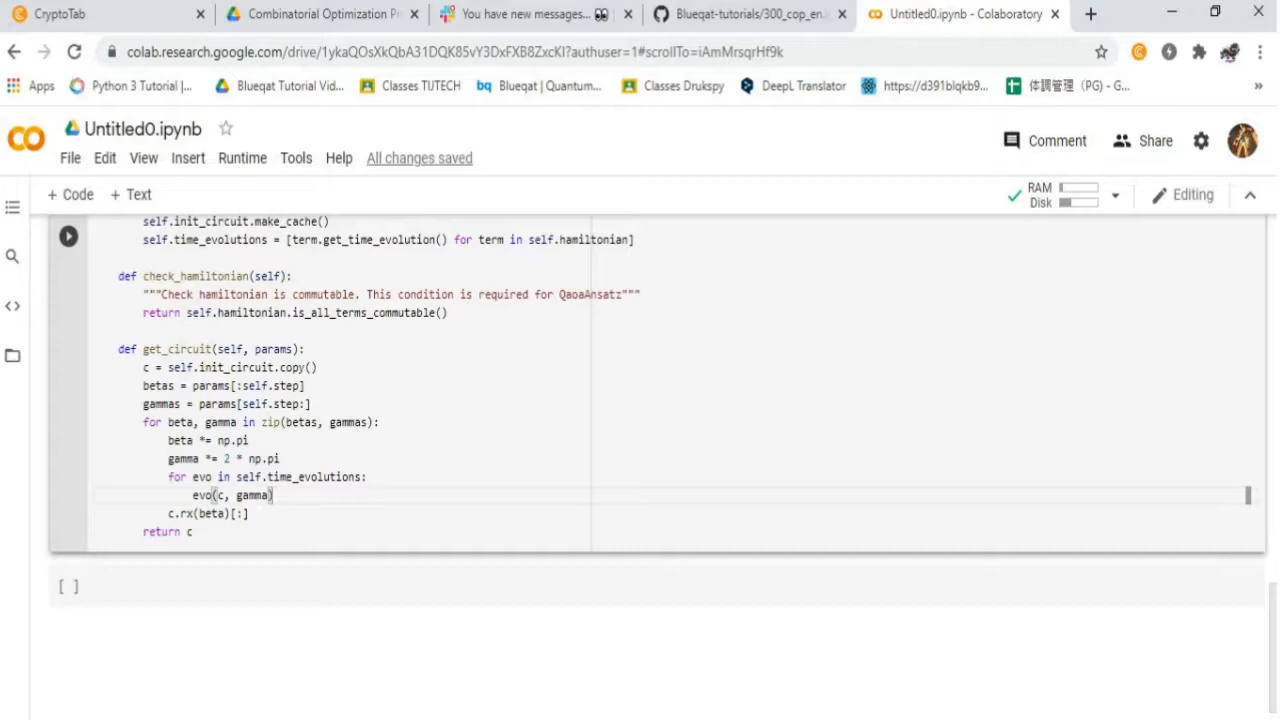 CryptoTab
Combinatorial Optimization P
You have new messages...
Blueqat-tutorials/300_cop_en.
Untitled0.ipynb - Colaboratory
colab.research.google.com/drive/1ykaQOsXkQbA31DQK85vY3DxFXB8ZxcKI?authuser=1#scrollTo=iAmMrsqrHf9k
Apps
Python 3 Tutorial |...
Blueqat Tutorial Vid...
Classes TIJTECH
bq Blueqat | Quantum...
Classes Drukspy
DeepL Translator
https://d391blqkb9...
体調管理（PG) - G...
»
CO
Untitled0.ipynb
File Edit View Insert Runtime Tools Help All changes saved
Comment
Share
+ Code + Text
RAM
Disk
Editing
self.init_circuit.make_cache()
self.time_evolutions = [term.get_time_evolution() for term in self.hamiltonian]
def check_hamiltonian(self):
"""Check hamiltonian is commutable. This condition is required for QaoaAnsatz"""
return self.hamiltonian.is_all_terms_commutable()
def get_circuit(self, params):
c = self.init_circuit.copy()
betas = params[:self.step]
gammas = params[self.step:]
for beta, gamma in zip(betas, gammas):
beta *= np.pi
gamma *= 2 * np.pi
for evo in self.time_evolutions:
evo(c, gamma)
c.rx(beta)[:]
return c
[ ]